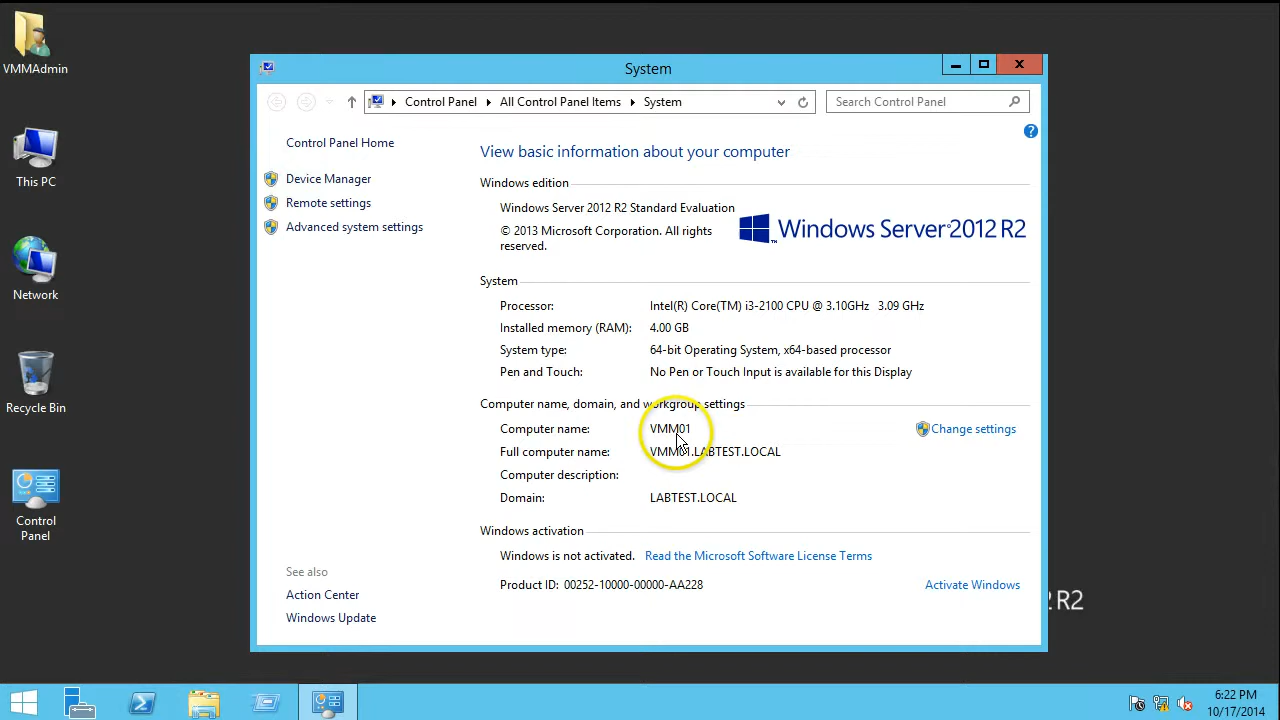 VMMAdmin
This PC
Network
Recycle Bin
Control
Panel
System
Control Panel
All Control Panel Items
System
Search Control Panel
?
Control Panel Home
Device Manager
Remote settings
Advanced system settings
See also
Action Center
Windows Update
View basic information about your computer
Windows edition
Windows Server 2012 R2 Standard Evaluation
© 2013 Microsoft Corporation. All rights
reserved.
Windows Server 2012 R2
System
Processor: Intel(R) Core(TM) i3-2100 CPU @ 3.10GHz 3.09 GHz
Installed memory (RAM): 4.00 GB
System type: 64-bit Operating System, x64-based processor
Pen and Touch: No Pen or Touch Input is available for this Display
Computer name, domain, and workgroup settings
Computer name: VMM01
Change settings
Full computer name: VMM01.LABTEST.LOCAL
Computer description:
Domain: LABTEST.LOCAL
Windows activation
Windows is not activated. Read the Microsoft Software License Terms
Product ID: 00252-10000-00000-AA228
Activate Windows
2 R2
6:22 PM
10/17/2014